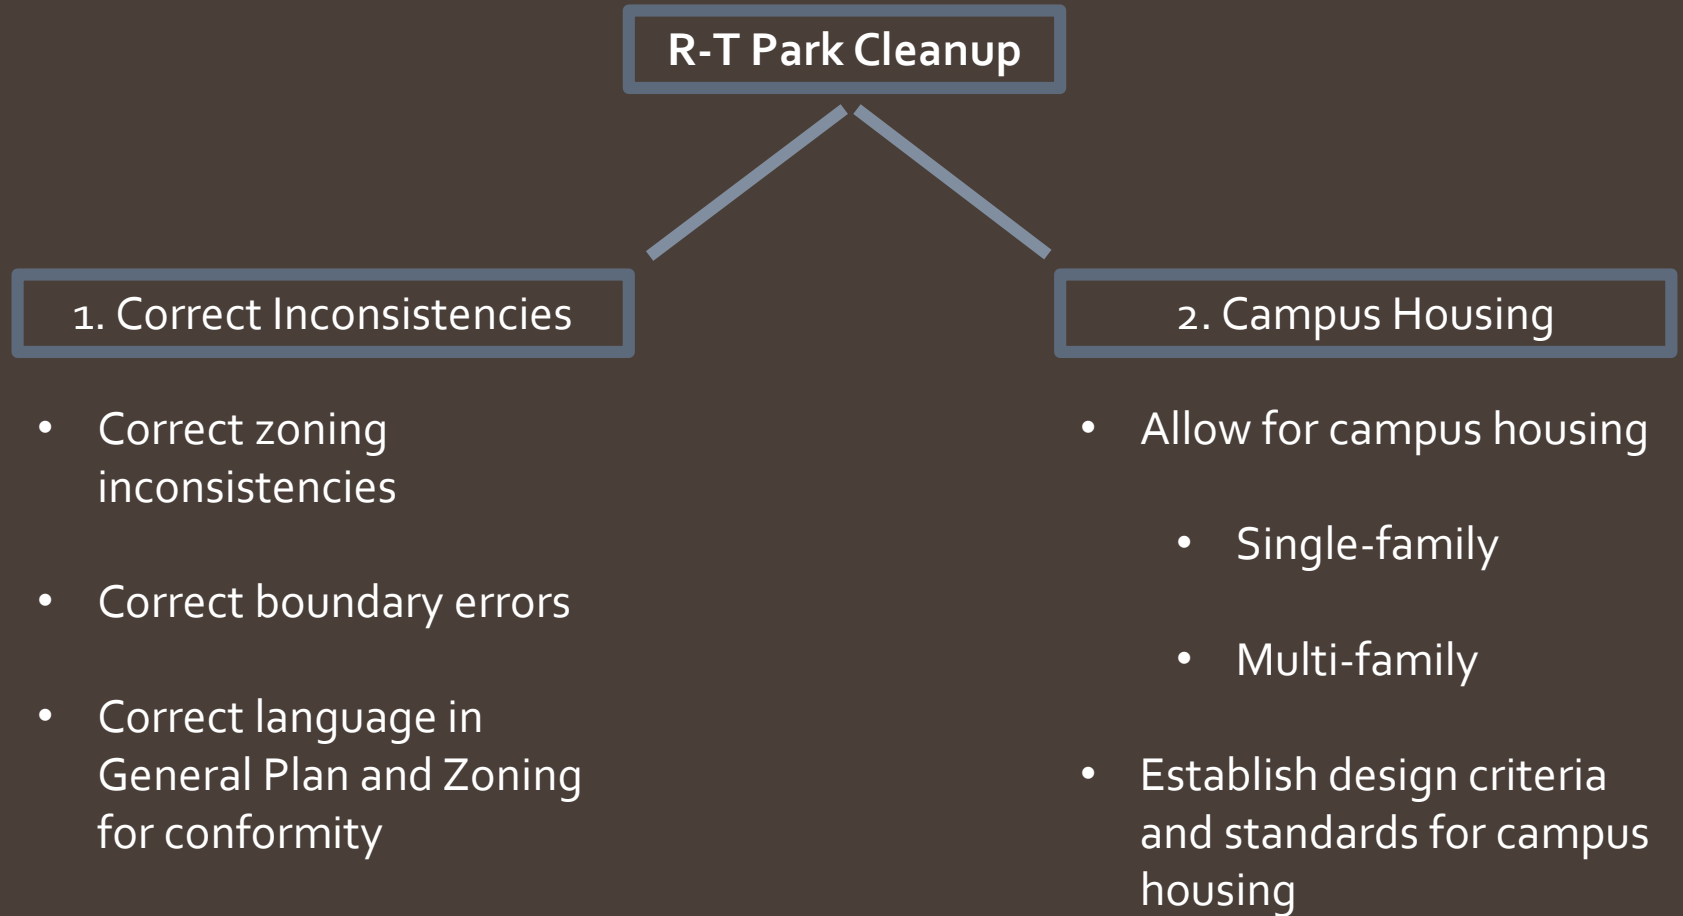 R-T Park Cleanup
1. Correct Inconsistencies
• Correct zoning
inconsistencies
• Correct boundary errors
• Correct language in
General Plan and Zoning
for conformity
2. Campus Housing
• Allow for campus housing
• Single-family
• Multi-family
• Establish design criteria
and standards for campus
housing